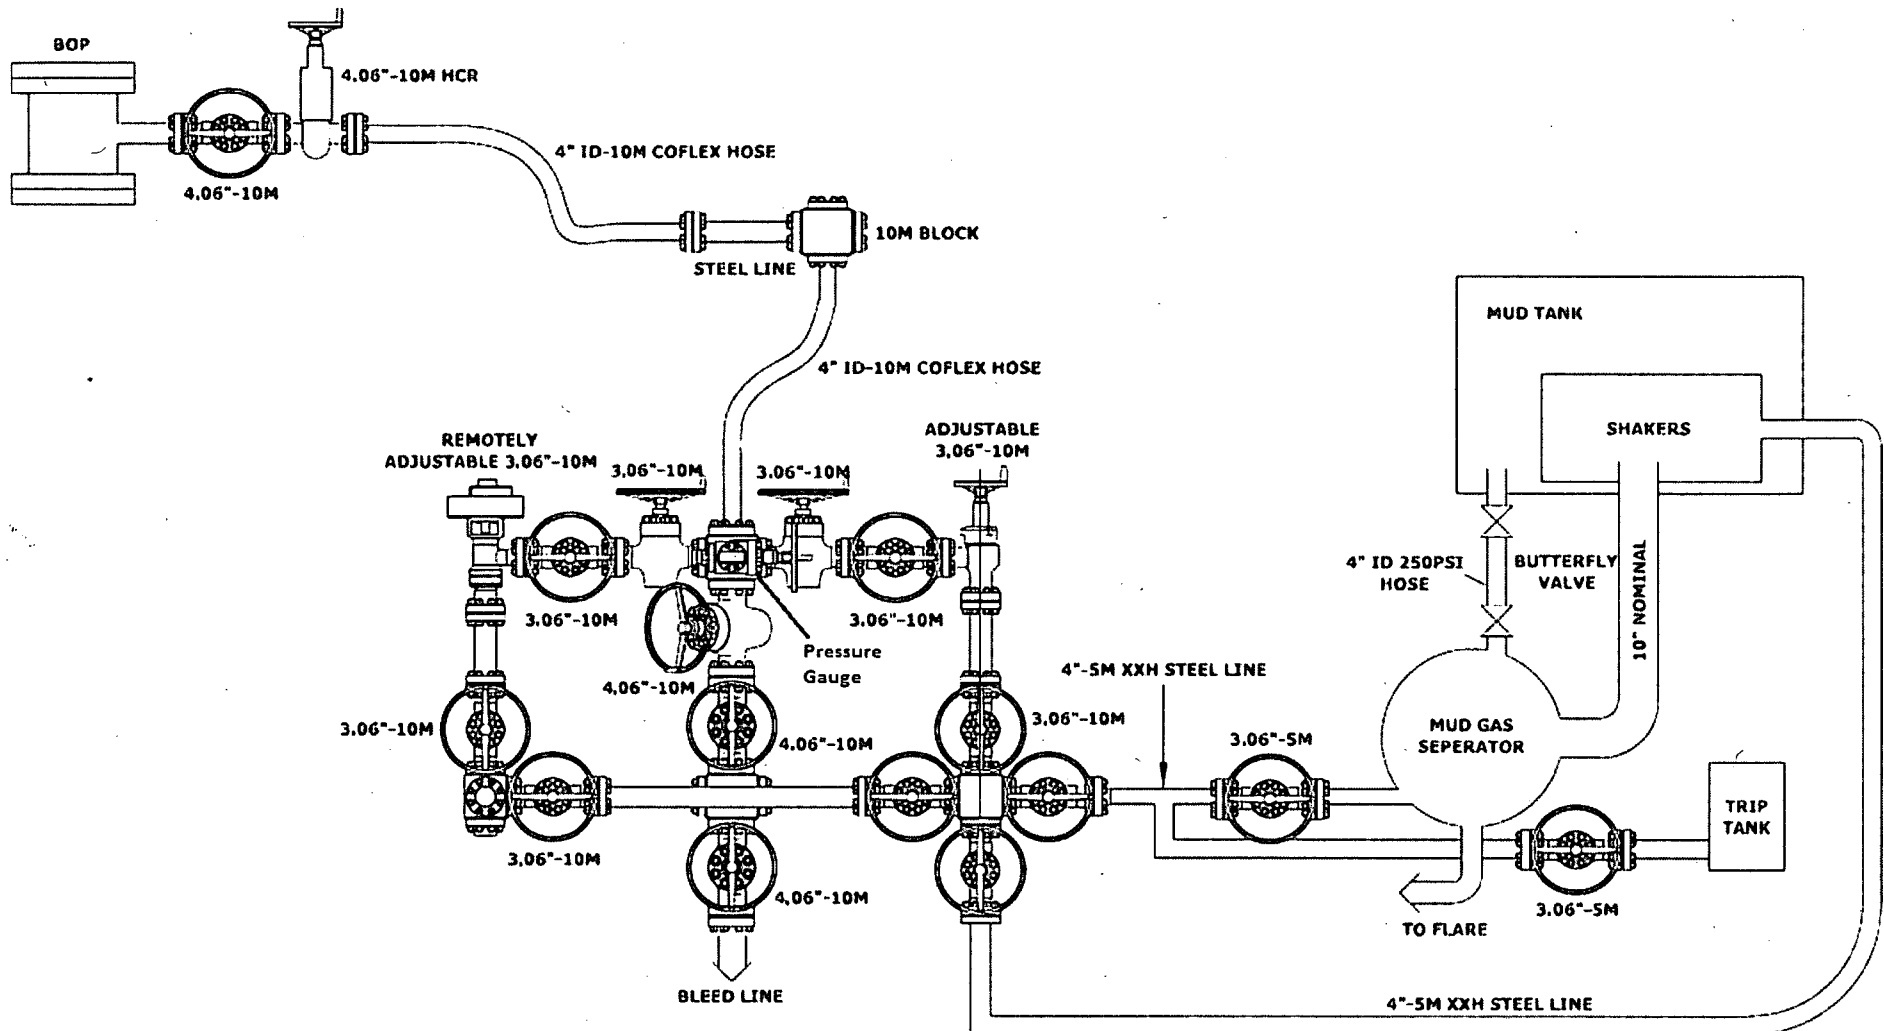 BOP
4.06"-10M HCR
4.06"-10M
4" ID-10M COFLEX HOSE
10M BLOCK
STEEL LINE
MUD TANK
4" ID-10M COFLEX HOSE
SHAKERS
REMOTELY
ADJUSTABLE 3.06"-10M
3.06"-10M
3.06"-10M
ADJUSTABLE
3.06"-10M
4" ID 250PSI
HOSE
BUTTERFLY
VALVE
10" NOMINAL
3.06"-10M
3.06"-10M
Pressure
Gauge
4.06"-10M
4"-5M XXH STEEL LINE
3.06"-10M
4.06"-10M
3.06"-10M
3.06"-5M
MUD GAS
SEPERATOR
TRIP
TANK
3.06"-10M
4.06"-10M
3.06"-5M
TO FLARE
BLEED LINE
4"-5M XXH STEEL LINE